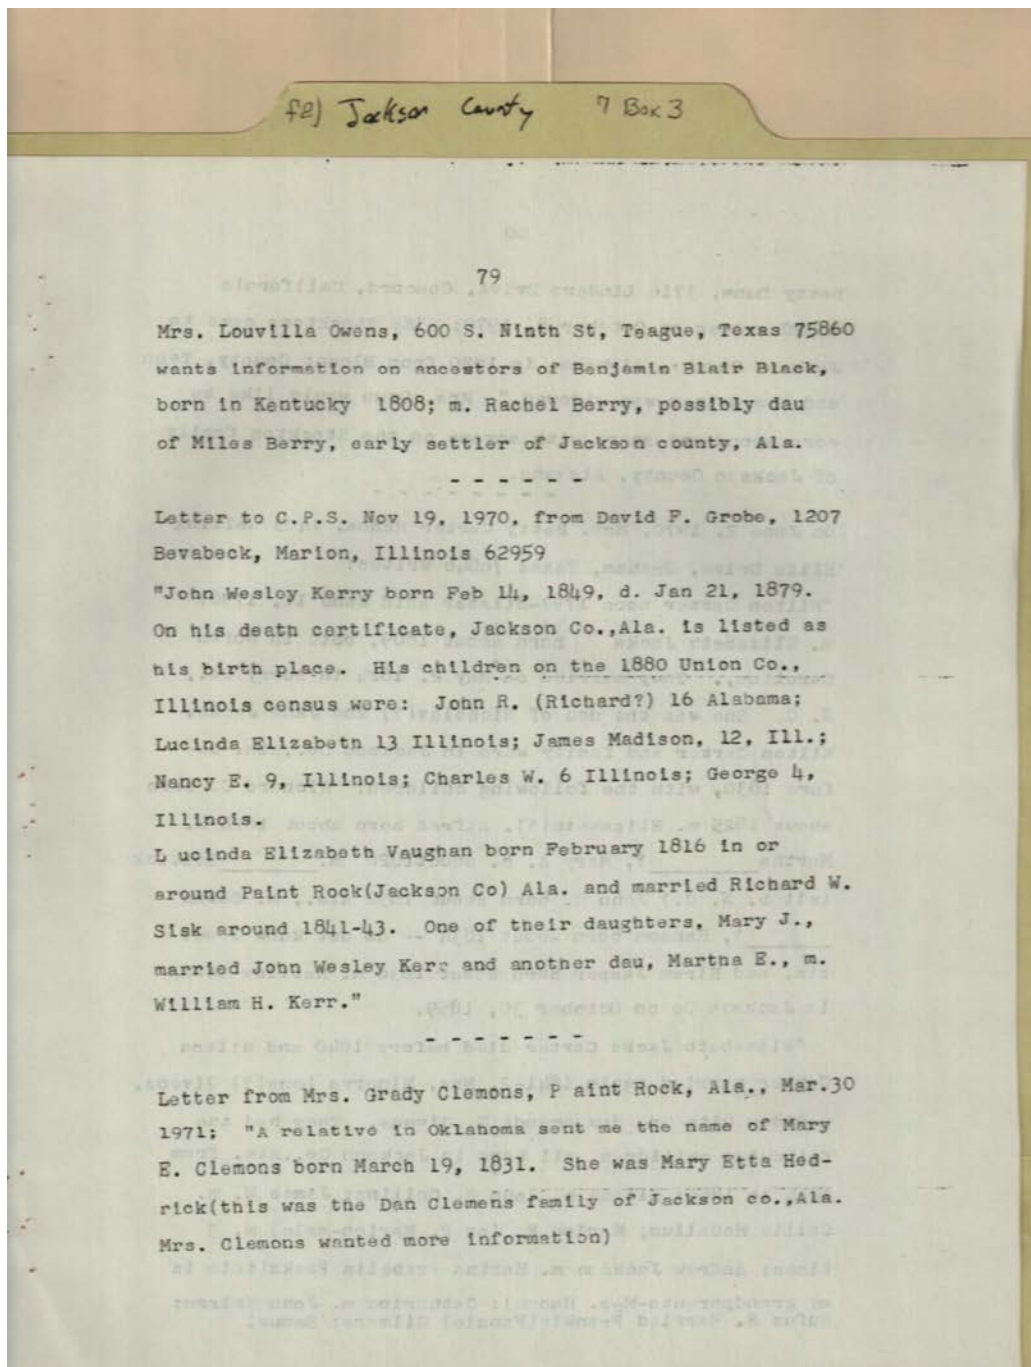 f2) Jackson County 7 Box 3
79
Mrs. Louvilla Owens, 600 S. Ninth St, Teague, Texas 75860
wants information on ancestors of Benjamin Blair Black,
born in Kentucky 1808; m. Rachel Berry, possibly dau
of Miles Berry, early settler of Jackson county, Ala.
- - - - - - -
Letter to C.P.S. Nov 19, 1970, from David F. Grobe, 1207
Bevabeck, Marion, Illinois 62959
"John Wesley Kerry born Feb 14, 1849, d. Jan 21, 1879.
On his death certificate, Jackson Co.,Ala. is listed as
his birth place. His children on the 1880 Union Co.,
Illinois census were: John R. (Richard?) 16 Alabama;
Lucinda Elizabeth 13 Illinois; James Madison, 12, Ill.;
Nancy E. 9, Illinois; Charles W. 6 Illinois; George 4,
Illinois.
L ucinda Elizabeth Vaughan born February 1816 in or
around Paint Rock(Jackson Co) Ala. and married Richard W.
Sisk around 1841-43. One of their daughters, Mary J.,
married John Wesley Kerr and another dau, Martha E., m.
William H. Kerr."
- - - - - - -
Letter from Mrs. Grady Clemons, P aint Rock, Ala., Mar.30
1971; "A relative in Oklahoma sent me the name of Mary
E. Clemons born March 19, 1831. She was Mary Etta Hed-
rick(this was the Dan Clemens family of Jackson co.,Ala.
Mrs. Clemons wanted more information)